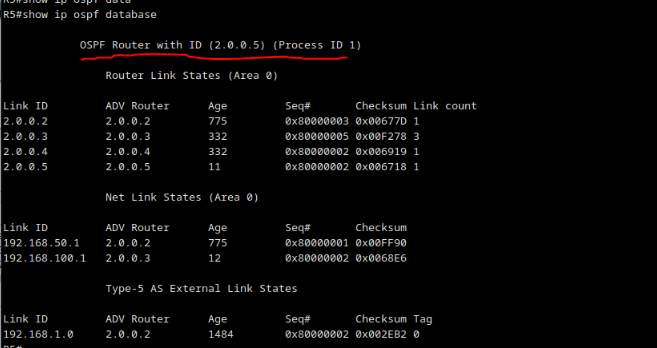 R5#show ip ospf data
R5#show ip ospf database
OSPF Router with ID (2.0.0.5) (Process ID 1)
Router Link States (Area 0)
Link ID ADV Router Age Seq# Checksum Link count
2.0.0.2 2.0.0.2 775 0x80000003 0x00677D 1
2.0.0.3 2.0.0.3 332 0x80000005 0x00F278 3
2.0.0.4 2.0.0.4 332 0x80000002 0x006919 1
2.0.0.5 2.0.0.5 11 0x80000002 0x006718 1
Net Link States (Area 0)
Link ID ADV Router Age Seq# Checksum
192.168.50.1 2.0.0.2 775 0x80000001 0x00FF90
192.168.100.1 2.0.0.3 12 0x80000002 0x0068E6
Type-5 AS External Link States
Link ID ADV Router Age Seq# Checksum Tag
192.168.1.0 2.0.0.2 1484 0x80000002 0x002EB2 0
R5#